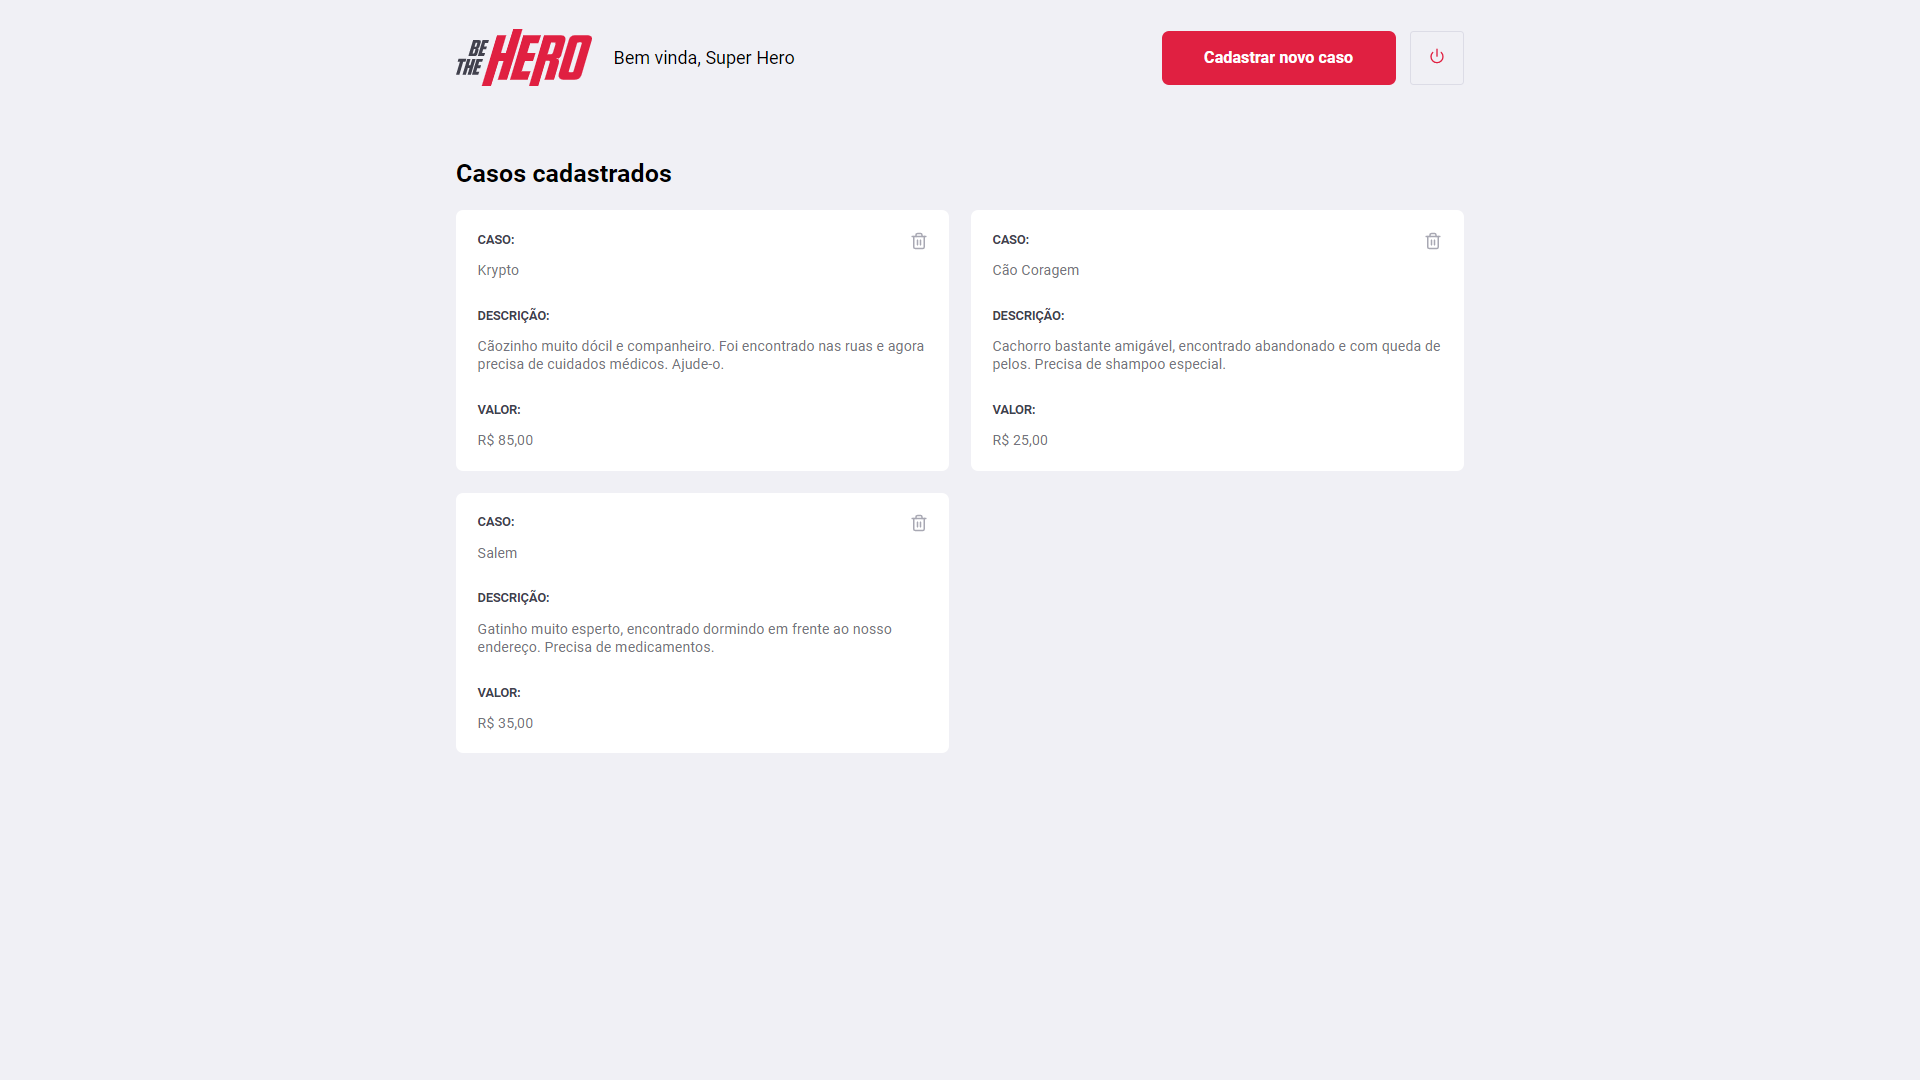 BE THE HERO
Bem vinda, Super Hero
Cadastrar novo caso
Casos cadastrados
CASO:
Krypto
DESCRIÇÃO:
Cãozinho muito dócil e companheiro. Foi encontrado nas ruas e agora
precisa de cuidados médicos. Ajude-o.
VALOR:
R$ 85,00
CASO:
Cão Coragem
DESCRIÇÃO:
Cachorro bastante amigável, encontrado abandonado e com queda de
pelos. Precisa de shampoo especial.
VALOR:
R$ 25,00
CASO:
Salem
DESCRIÇÃO:
Gatinho muito esperto, encontrado dormindo em frente ao nosso
endereço. Precisa de medicamentos.
VALOR:
R$ 35,00